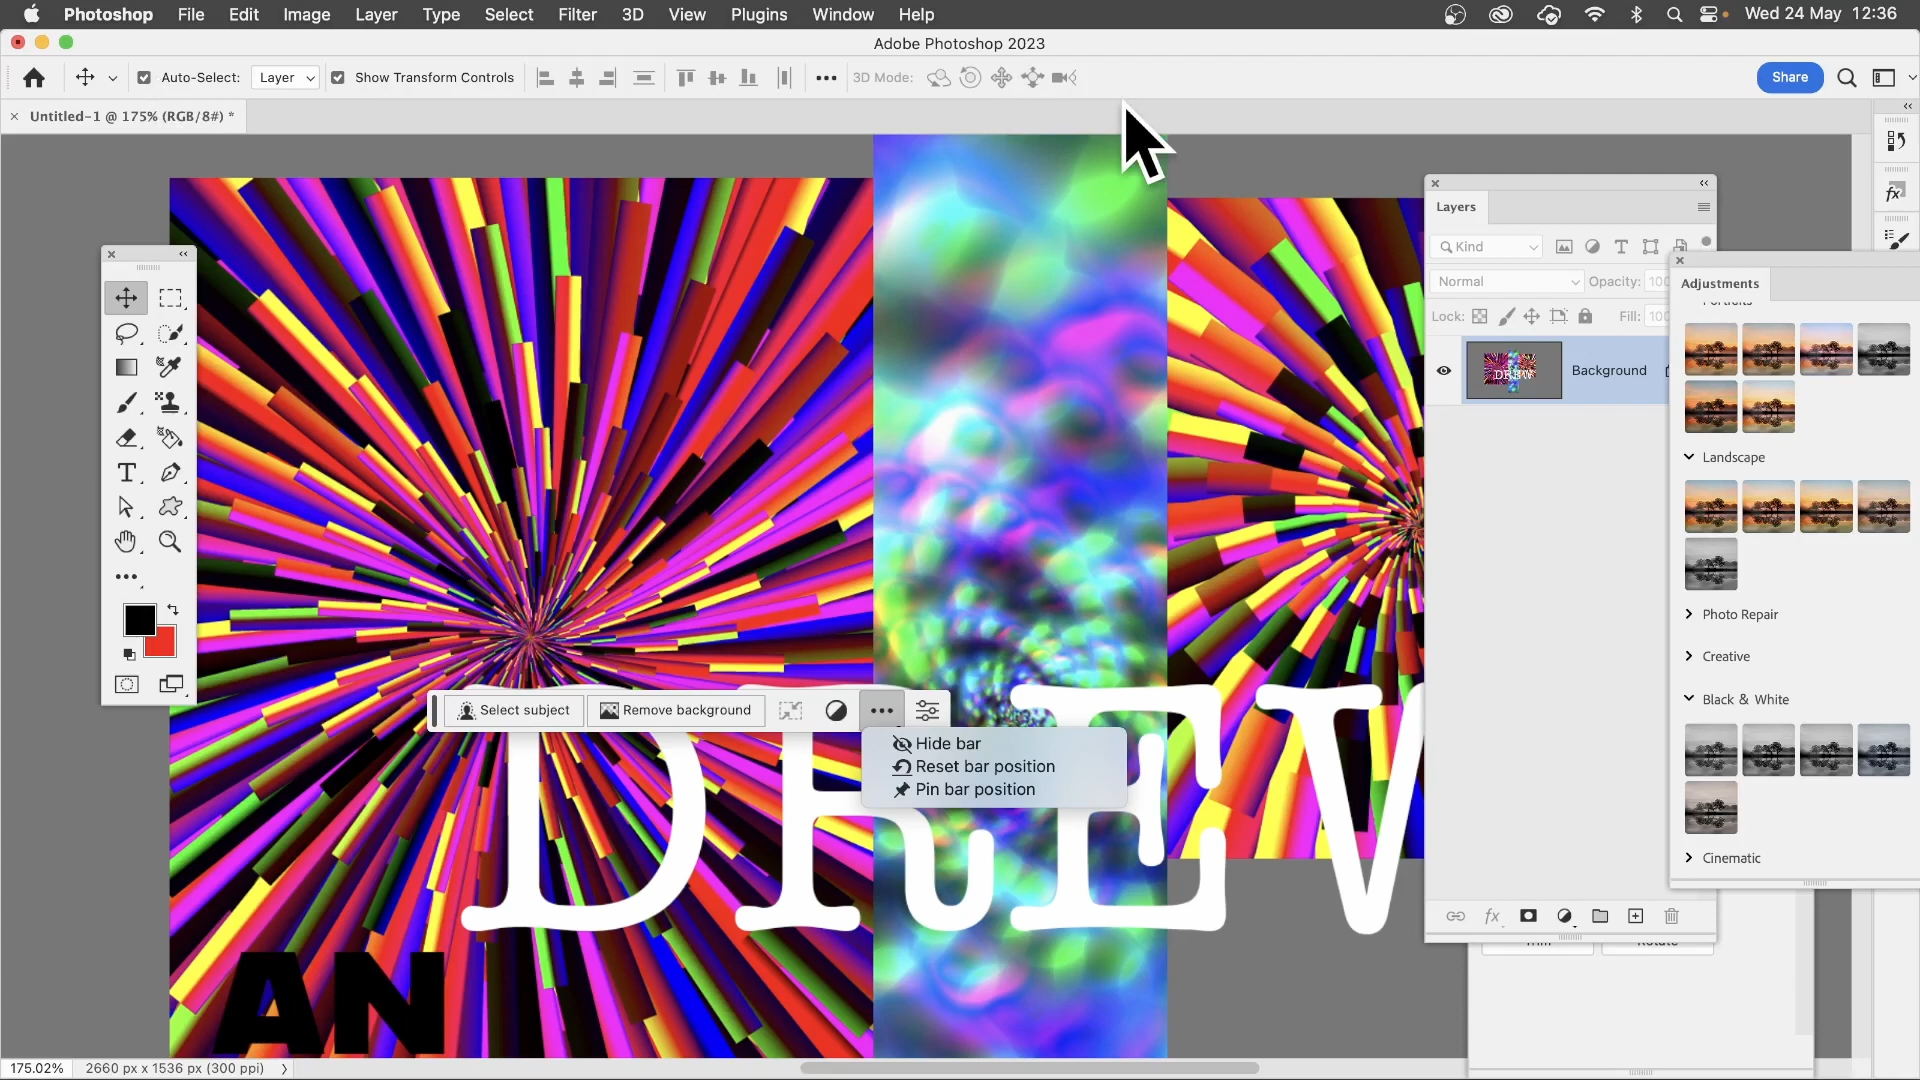 Photoshop File Edit Image Layer Type Select Filter 3D View Plugins Window Help Wed 24 May 12:36
Adobe Photoshop 2023
Auto-Select: Layer Show Transform Controls 3D Mode: Share
Untitled-1 @ 175% (RGB/8#) *
Layers
Kind
Normal Opacity: 100
Lock: Fill: 100
Background
Adjustments
Portraits
Landscape
Photo Repair
Creative
Black & White
Cinematic
Select subject Remove background
Hide bar
Reset bar position
Pin bar position
DREW
AN
Trim Rotate
175.02% 2660 px x 1536 px (300 ppi)